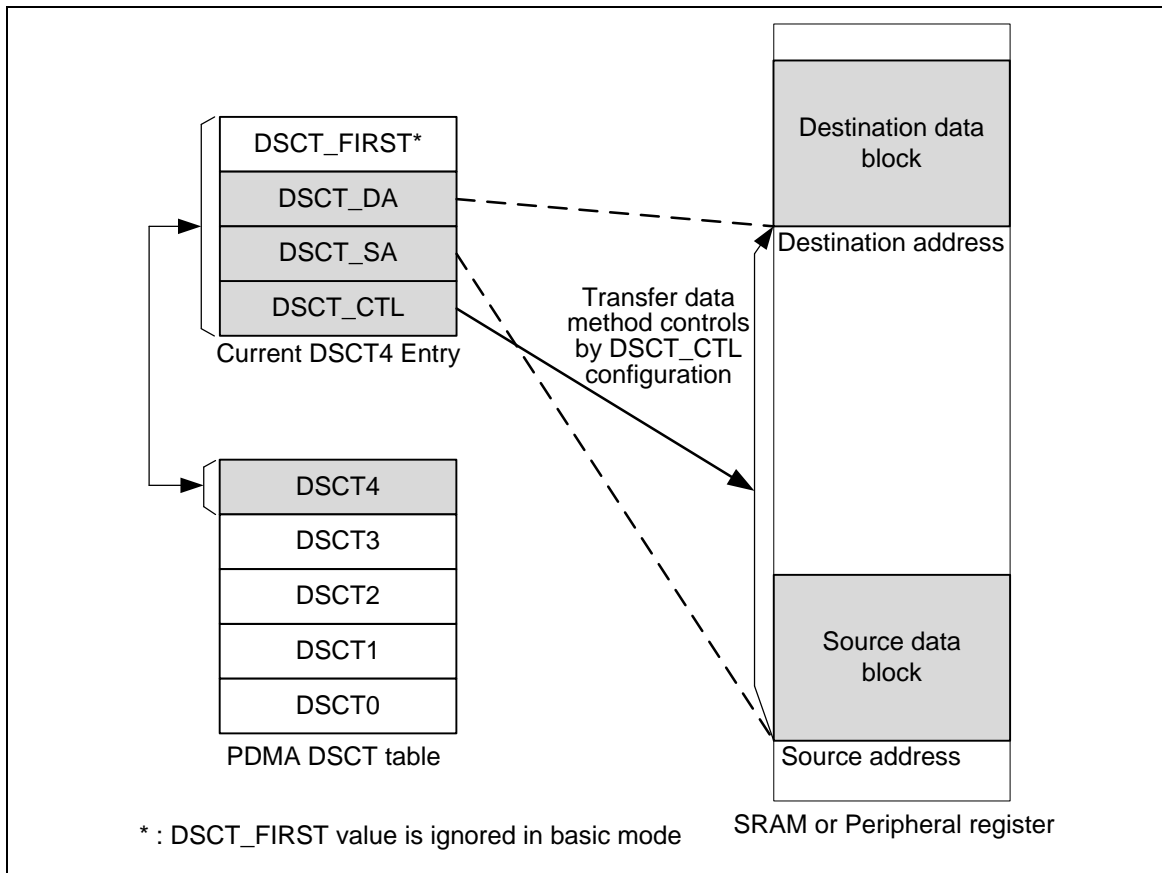 DSCT_FIRST*
DSCT_DA
DSCT_SA
DSCT_CTL
Current DSCT4 Entry
DSCT4
DSCT3
DSCT2
DSCT1
DSCT0
PDMA DSCT table
Transfer data
method controls
by DSCT_CTL
configuration
Destination data
block
Destination address
Source data
block
Source address
SRAM or Peripheral register
* : DSCT_FIRST value is ignored in basic mode